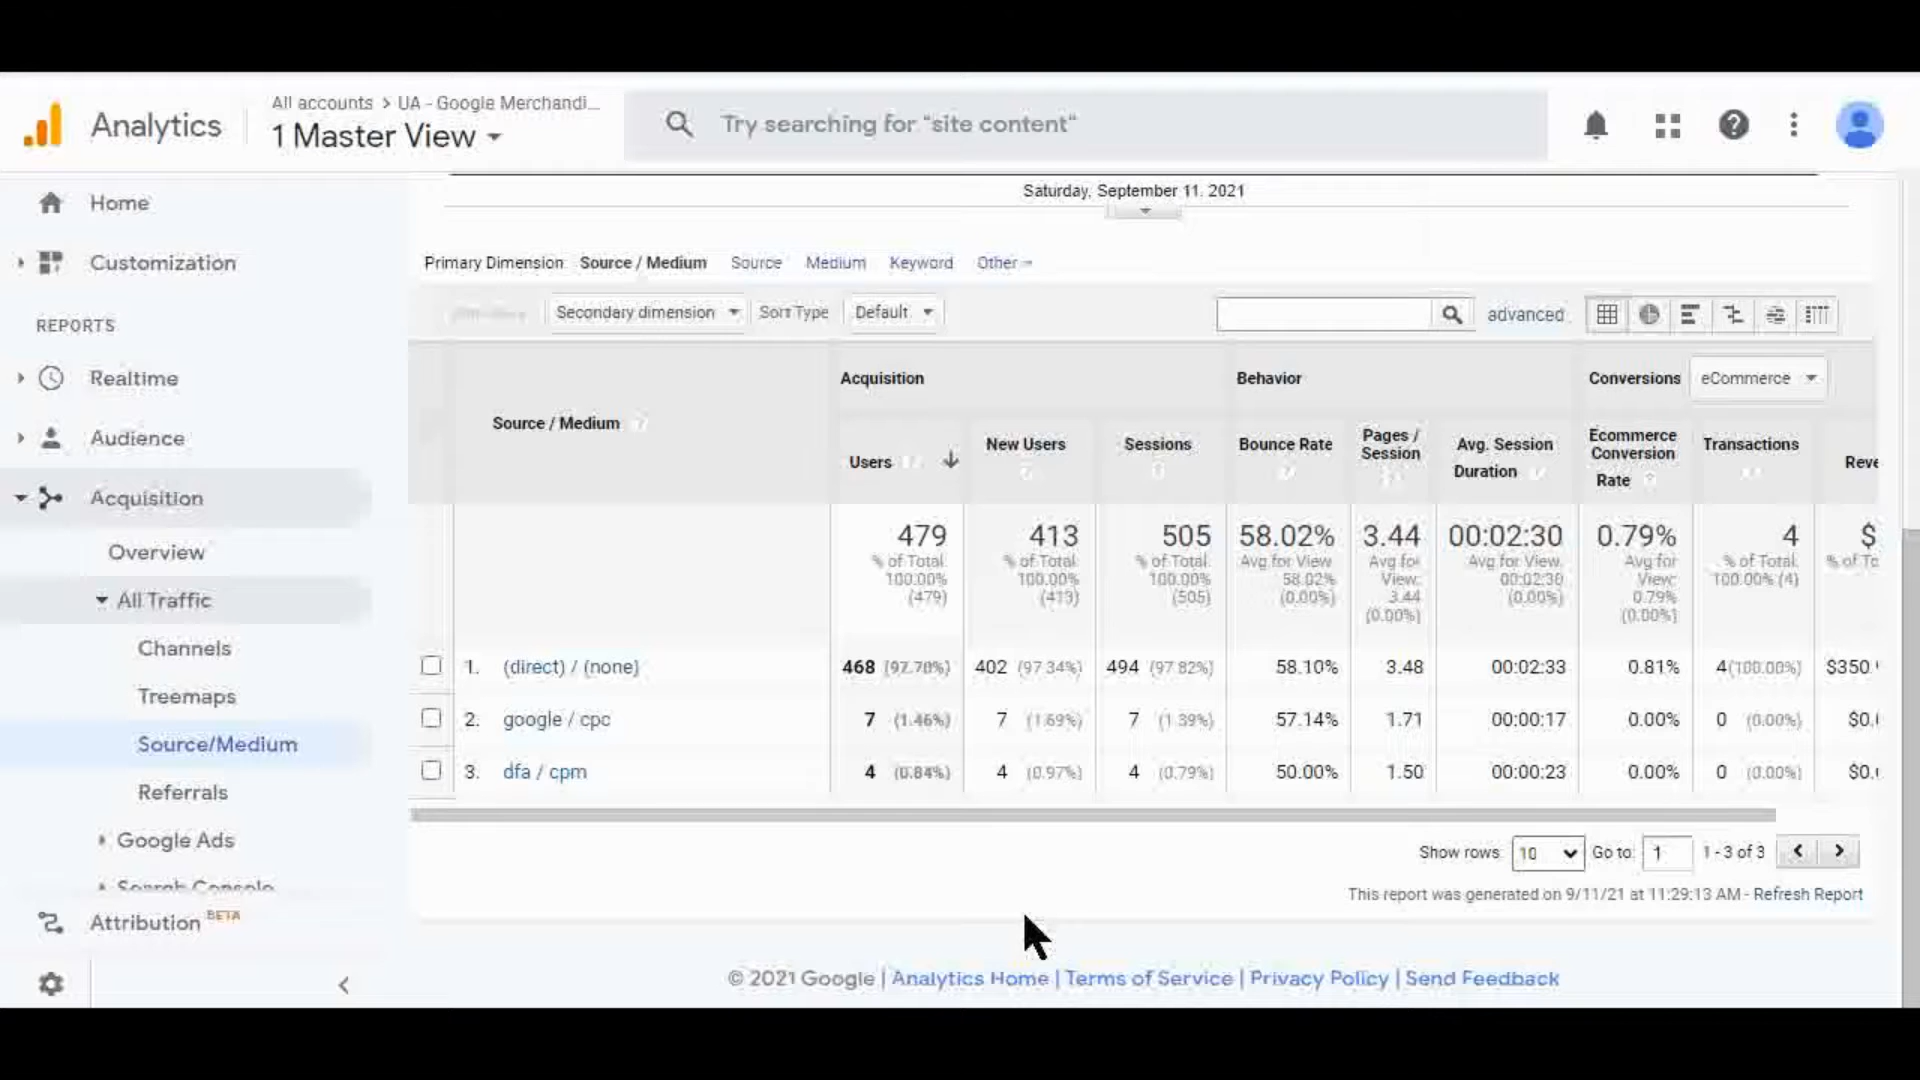 Analytics
All accounts > UA - Google Merchandi...
1 Master View
Try searching for "site content"
Home
Customization
REPORTS
Realtime
Audience
Acquisition
Overview
All Traffic
Channels
Treemaps
Source/Medium
Referrals
Google Ads
Search Console
Attribution BETA
Saturday, September 11, 2021
Primary Dimension Source / Medium Source Medium Keyword Other
Secondary dimension Sort Type Default advanced
Acquisition Behavior Conversions eCommerce
Source / Medium Users New Users Sessions Bounce Rate Pages / Session Avg. Session Duration Ecommerce Conversion Rate Transactions Reve
479 413 505 58.02% 3.44 00:02:30 0.79% 4 $
% of Total: 100.00% (479) % of Total: 100.00% (413) % of Total: 100.00% (505) Avg for View: 58.02% (0.00%) Avg for View: 3.44 (0.00%) Avg for View: 00:02:30 (0.00%) Avg for View: 0.79% (0.00%) % of Total: 100.00% (4) % of To
1. (direct) / (none) 468 (97.70%) 402 (97.34%) 494 (97.82%) 58.10% 3.48 00:02:33 0.81% 4(100.00%) $350.
2. google / cpc 7 (1.46%) 7 (1.69%) 7 (1.39%) 57.14% 1.71 00:00:17 0.00% 0 (0.00%) $0.
3. dfa / cpm 4 (0.84%) 4 (0.97%) 4 (0.79%) 50.00% 1.50 00:00:23 0.00% 0 (0.00%) $0.
Show rows 10 Go to: 1 1 - 3 of 3
This report was generated on 9/11/21 at 11:29:13 AM - Refresh Report
© 2021 Google | Analytics Home | Terms of Service | Privacy Policy | Send Feedback